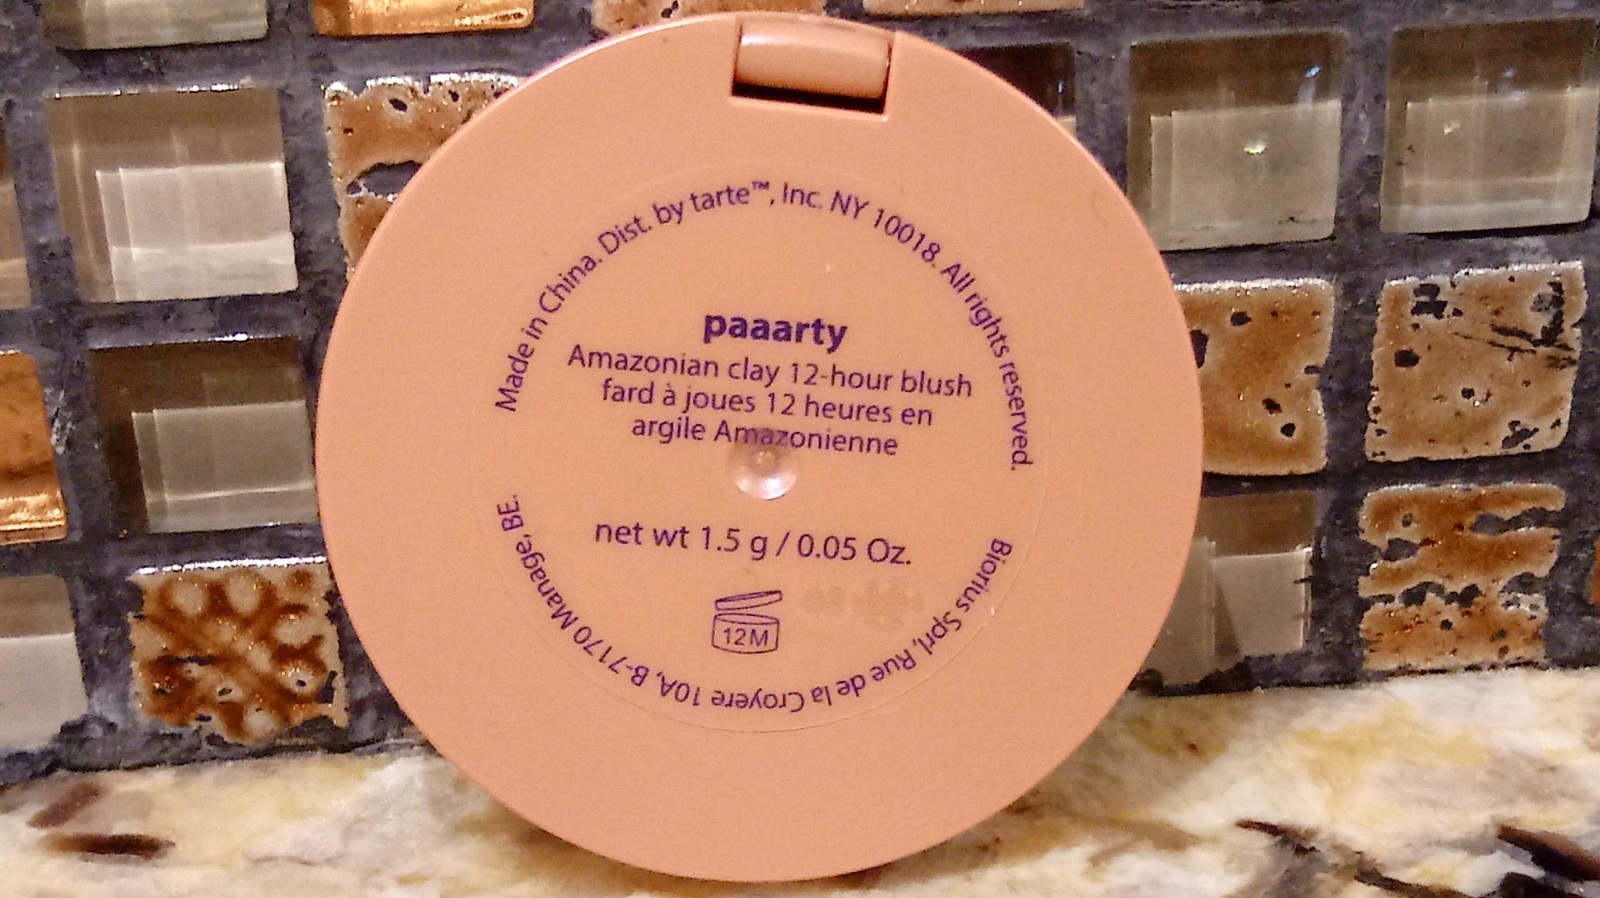 Made in China. Dist. by tarte™, Inc. NY 10018. All rights reserved.
paaarty
Amazonian clay 12-hour blush
fard à joues 12 heures en
argile Amazonienne
net wt 1.5 g / 0.05 Oz.
12M
Biorius Sprl, Rue de la Croyere 10A, B-7170 Manage, BE.